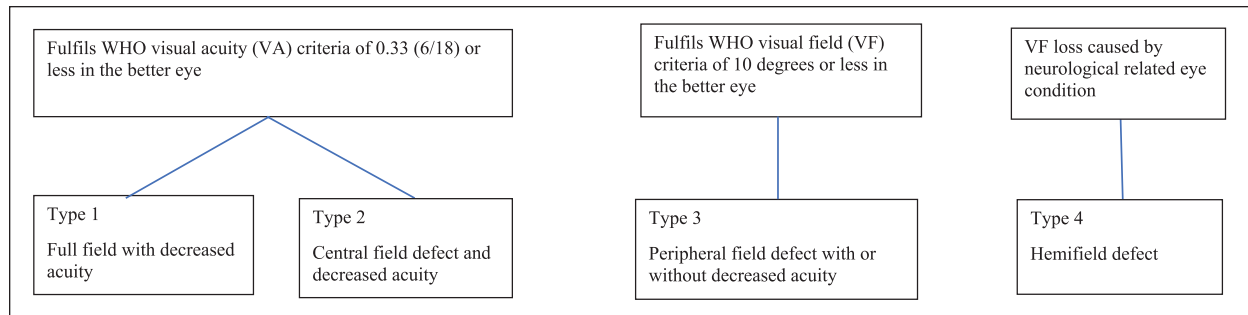 Fulfils WHO visual acuity (VA) criteria of 0.33 (6/18) or
less in the better eye
Fulfils WHO visual field (VF)
criteria of 10 degrees or less in
the better eye
VF loss caused by
neurological related eye
condition
Type 1
Full field with decreased
acuity
Type 2
Central field defect and
decreased acuity
Type 3
Peripheral field defect with or
without decreased acuity
Type 4
Hemifield defect